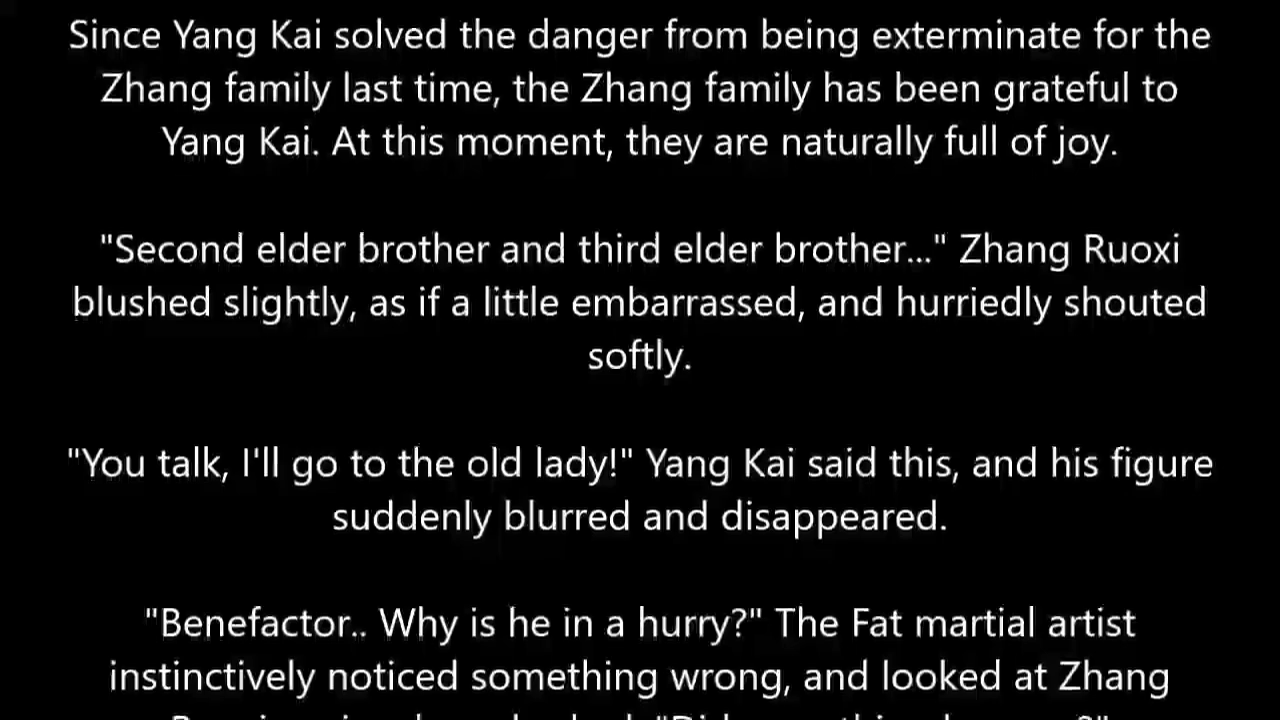 Since Yang Kai solved the danger from being exterminate for the
Zhang family last time, the Zhang family has been grateful to
Yang Kai. At this moment, they are naturally full of joy.
"Second elder brother and third elder brother..." Zhang Ruoxi
blushed slightly, as if a little embarrassed, and hurriedly shouted
softly.
"You talk, I'll go to the old lady!" Yang Kai said this, and his figure
suddenly blurred and disappeared.
"Benefactor.. Why is he in a hurry?" The Fat martial artist
instinctively noticed something wrong, and looked at Zhang